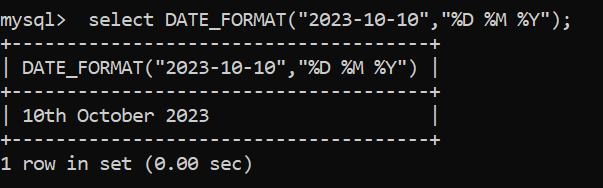 mysql>  select DATE_FORMAT("2023-10-10","%D %M %Y");
+-------------------------------------+
| DATE_FORMAT("2023-10-10","%D %M %Y") |
+-------------------------------------+
| 10th October 2023                    |
+-------------------------------------+
1 row in set (0.00 sec)